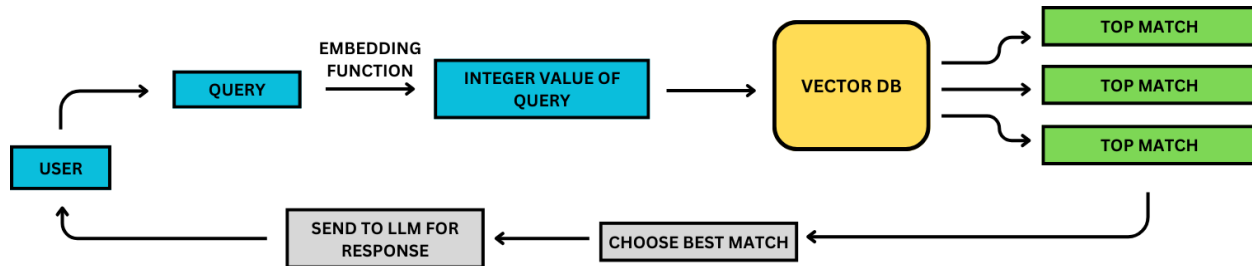 QUERY
EMBEDDING
FUNCTION
INTEGER VALUE OF
QUERY
VECTOR DB
TOP MATCH
TOP MATCH
TOP MATCH
USER
SEND TO LLM FOR
RESPONSE
CHOOSE BEST MATCH